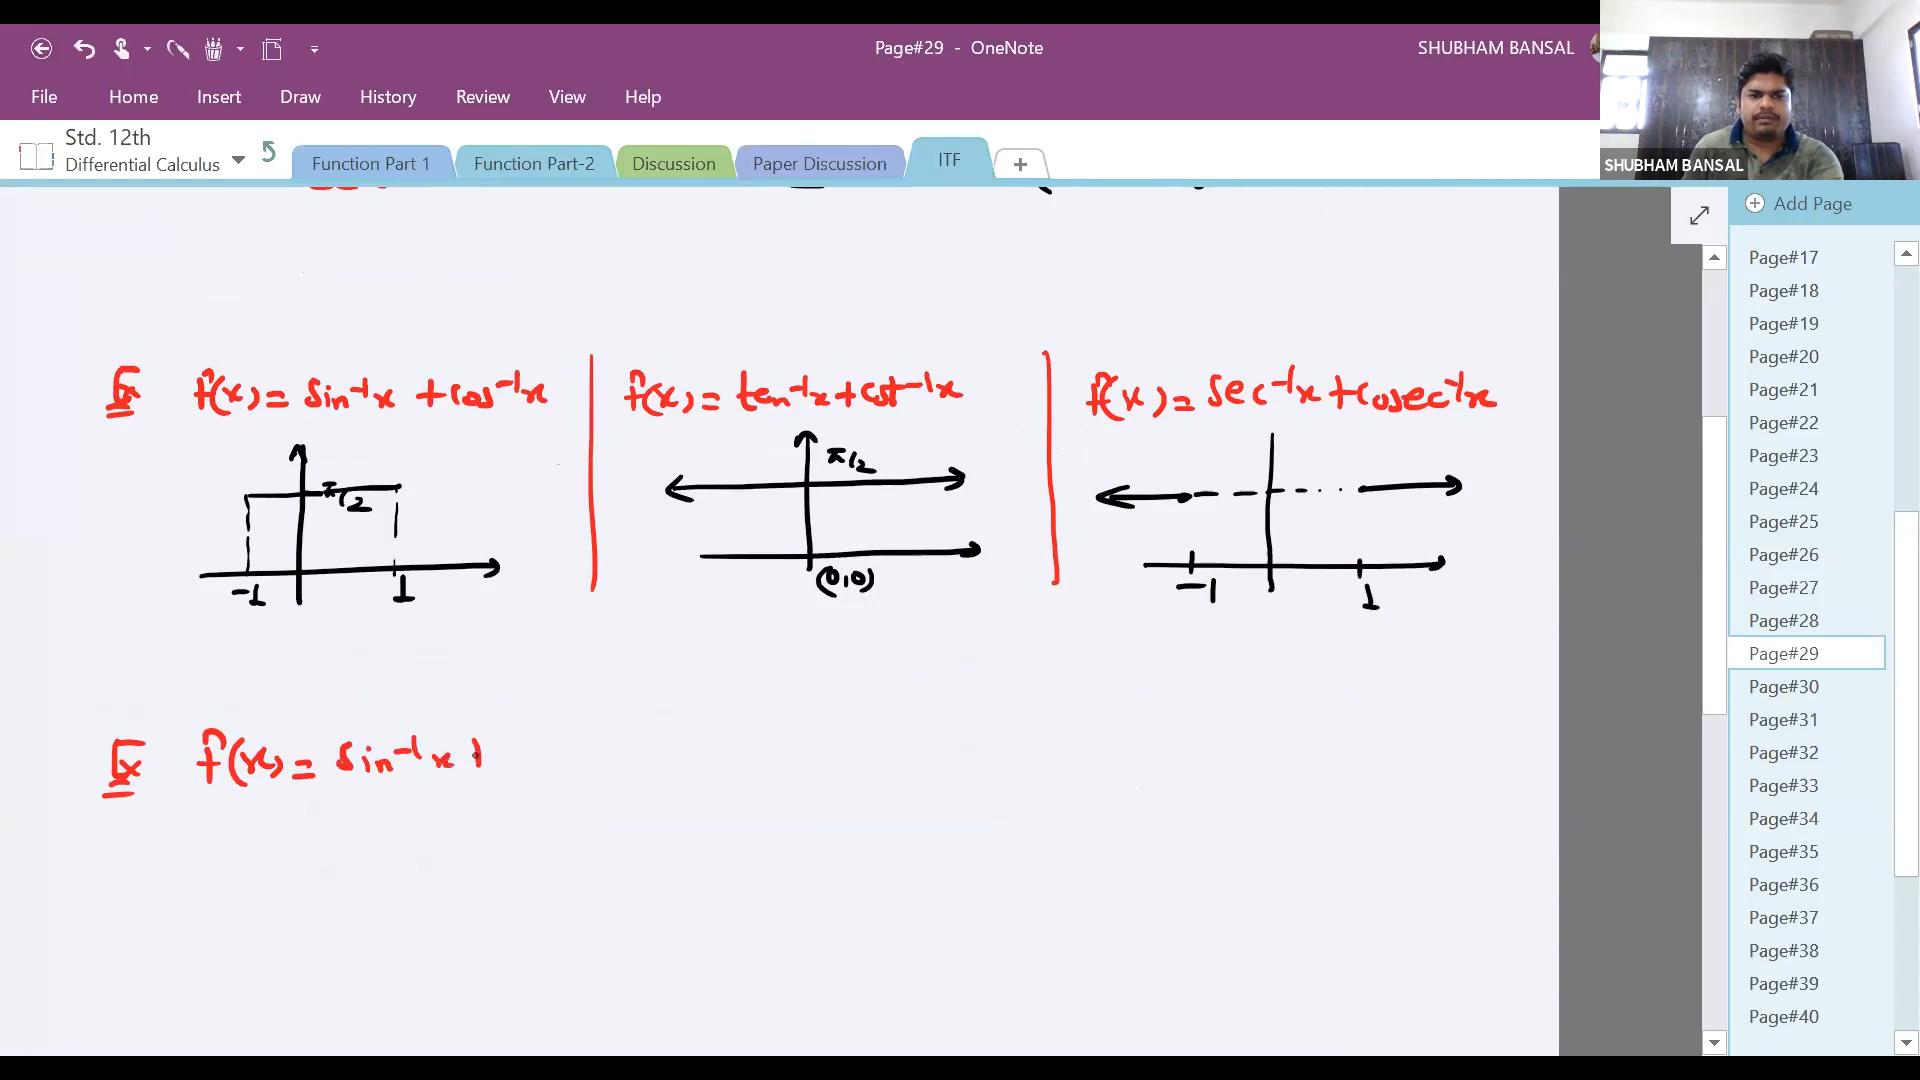 Page#29 - OneNote
SHUBHAM BANSAL
File Home Insert Draw History Review View Help
Std. 12th
Differential Calculus
Function Part 1
Function Part-2
Discussion
Paper Discussion
ITF
+
SHUBHAM BANSAL
Add Page
Page#17
Page#18
Page#19
Page#20
Page#21
Page#22
Page#23
Page#24
Page#25
Page#26
Page#27
Page#28
Page#29
Page#30
Page#31
Page#32
Page#33
Page#34
Page#35
Page#36
Page#37
Page#38
Page#39
Page#40
Ex f(x) = sin⁻¹x + cos⁻¹x
π/2
-1 1
f(x) = tan⁻¹x + cot⁻¹x
π/2
(0,0)
f(x) = sec⁻¹x + cosec⁻¹x
-1 1
Ex f(x) = sin⁻¹x